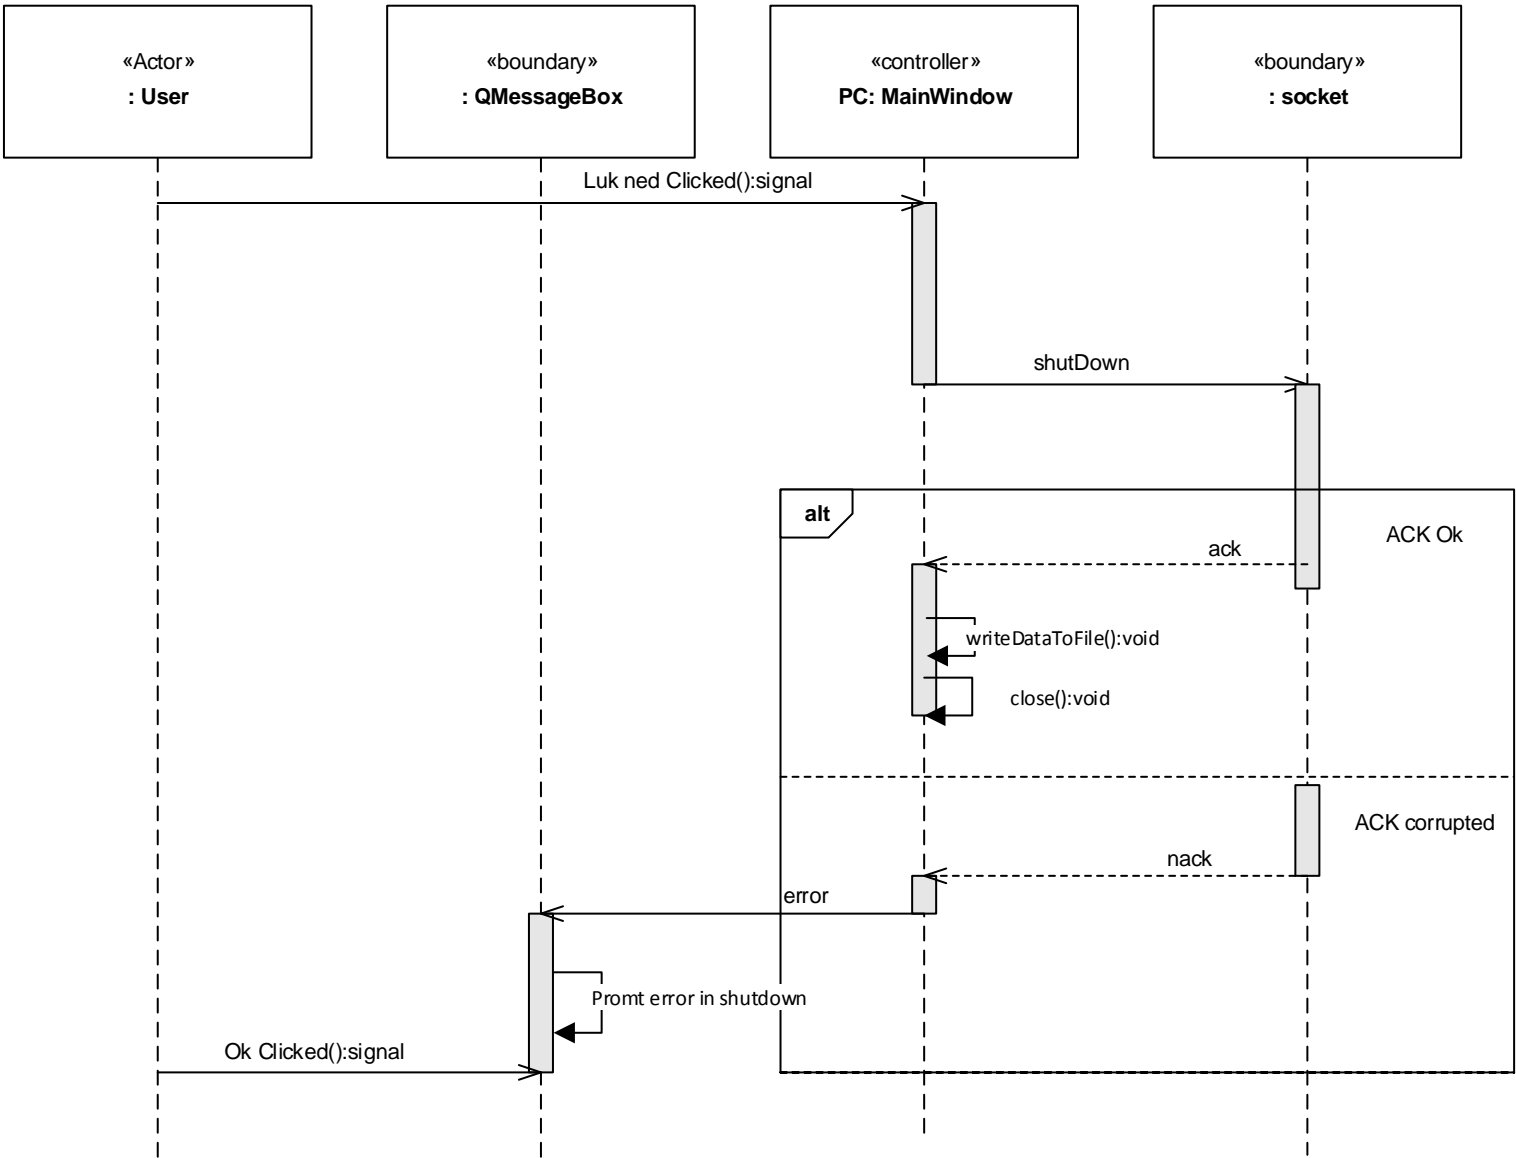 «Actor»
: User
«boundary»
: QMessageBox
«controller»
PC: MainWindow
«boundary»
: socket
Luk ned Clicked():signal
shutDown
alt
ACK Ok
ack
writeDataToFile():void
close():void
ACK corrupted
nack
error
Promt error in shutdown
Ok Clicked():signal